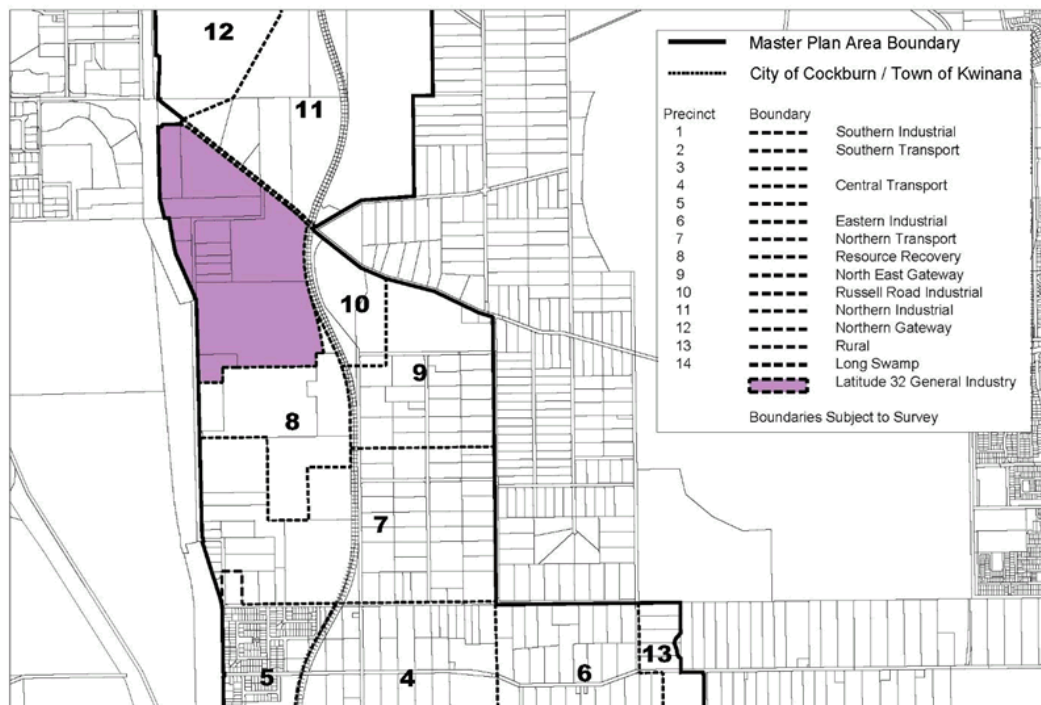 12
11
10
9
8
7
5
4
6
13
Master Plan Area Boundary
City of Cockburn / Town of Kwinana
Precinct Boundary
1 Southern Industrial
2 Southern Transport
3
4 Central Transport
5
6 Eastern Industrial
7 Northern Transport
8 Resource Recovery
9 North East Gateway
10 Russell Road Industrial
11 Northern Industrial
12 Northern Gateway
13 Rural
14 Long Swamp
Latitude 32 General Industry
Boundaries Subject to Survey